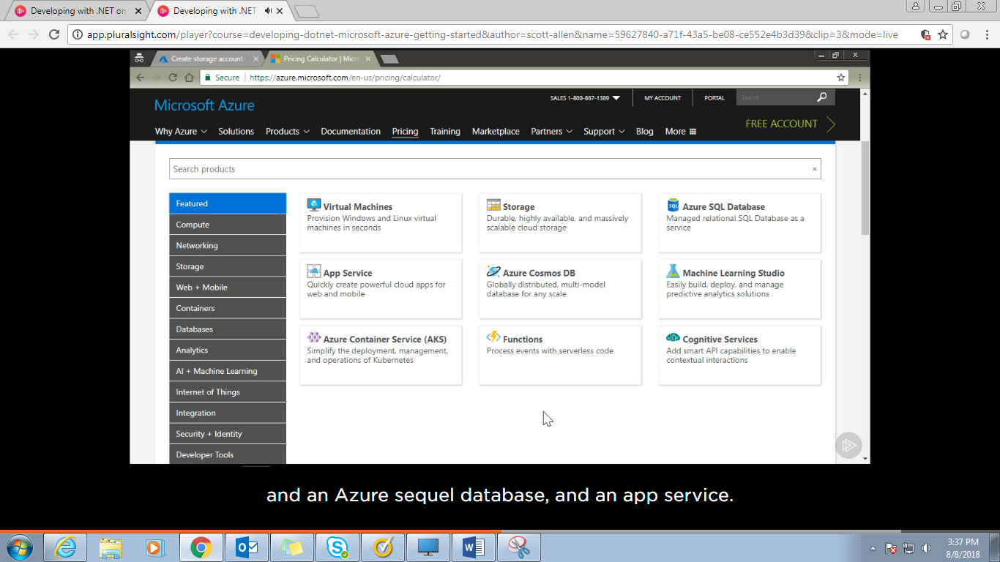 Developing with .NET on
Developing with .NET
app.pluralsight.com/player?course=developing-dotnet-microsoft-azure-getting-started&author=scott-allen&name=59627840-a71f-43a5-be08-ce552e4b3d39&clip=3&mode=live
Create storage account -
Pricing Calculator | Micro
Secure
https://azure.microsoft.com/en-us/pricing/calculator/
Microsoft Azure
SALES 1-800-867-1389
MY ACCOUNT
PORTAL
Search
FREE ACCOUNT
Why Azure
Solutions
Products
Documentation
Pricing
Training
Marketplace
Partners
Support
Blog
More
Search products
Featured
Compute
Networking
Storage
Web + Mobile
Containers
Databases
Analytics
AI + Machine Learning
Internet of Things
Integration
Security + Identity
Developer Tools
Virtual Machines
Provision Windows and Linux virtual
machines in seconds
Storage
Durable, highly available, and massively
scalable cloud storage
SQL
Azure SQL Database
Managed relational SQL Database as a
service
App Service
Quickly create powerful cloud apps for
web and mobile
Azure Cosmos DB
Globally distributed, multi-model
database for any scale
Machine Learning Studio
Easily build, deploy, and manage
predictive analytics solutions
Azure Container Service (AKS)
Simplify the deployment, management,
and operations of Kubernetes
Functions
Process events with serverless code
Cognitive Services
Add smart API capabilities to enable
contextual interactions
and an Azure sequel database, and an app service.
3:37 PM
8/8/2018